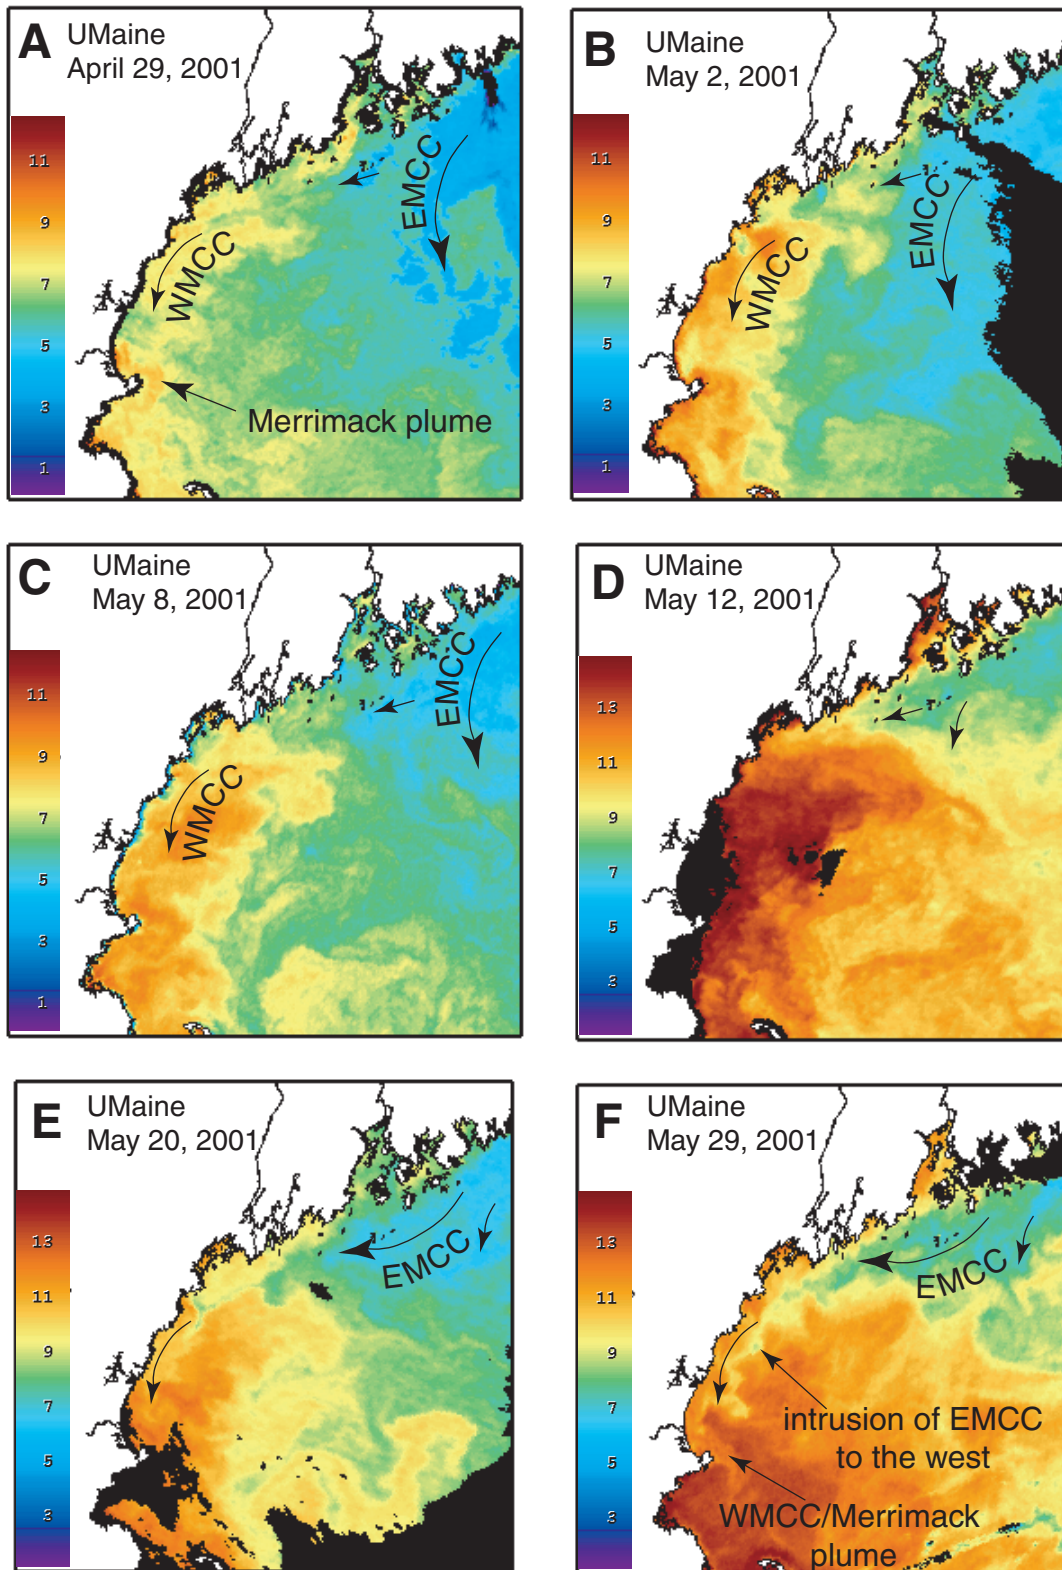 A
UMaine
April 29, 2001
11
9
7
5
3
1
EMCC
WMCC
Merrimack plume
B
UMaine
May 2, 2001
11
9
7
5
3
1
EMCC
WMCC
C
UMaine
May 8, 2001
11
9
7
5
3
1
EMCC
WMCC
D
UMaine
May 12, 2001
13
11
9
7
5
3
E
UMaine
May 20, 2001
13
11
9
7
5
3
EMCC
F
UMaine
May 29, 2001
13
11
9
7
5
3
EMCC
intrusion of EMCC
to the west
WMCC/Merrimack
plume